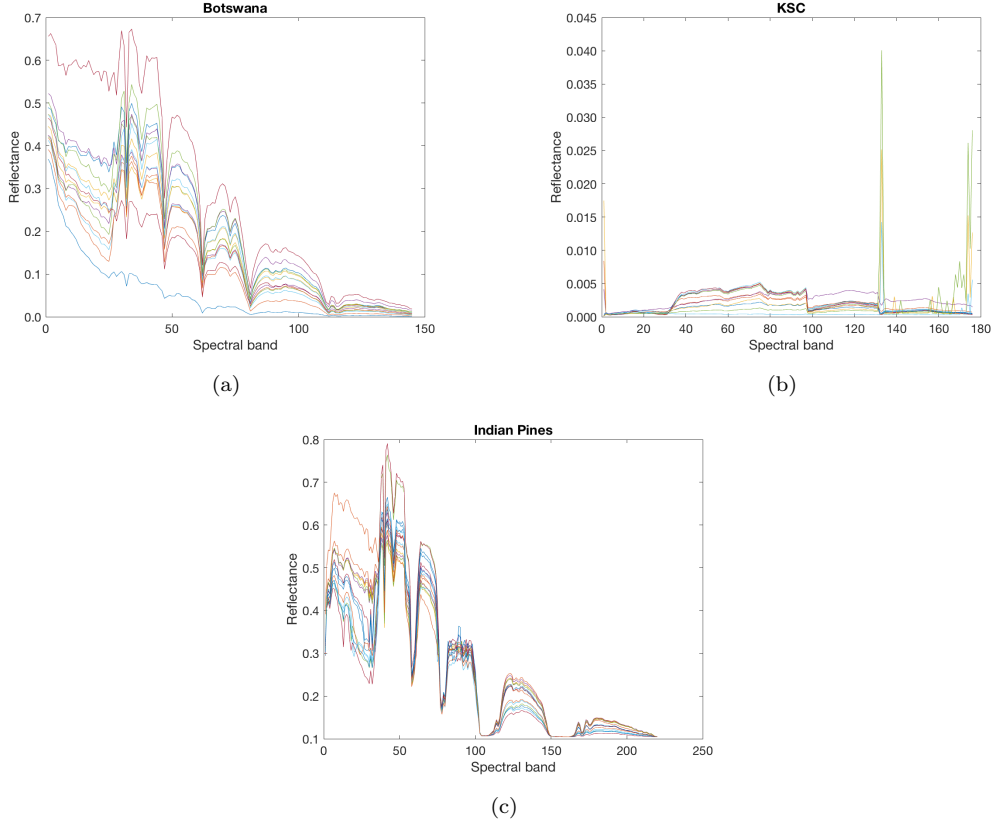 Botswana
0.7
0.6
0.5
0.4
0.3
0.2
0.1
0.0
Reflectance
0 50 100 150
Spectral band
(a)
KSC
0.045
0.040
0.035
0.030
0.025
0.020
0.015
0.010
0.005
0.000
Reflectance
0 20 40 60 80 100 120 140 160 180
Spectral band
(b)
Indian Pines
0.8
0.7
0.6
0.5
0.4
0.3
0.2
0.1
Reflectance
0 50 100 150 200 250
Spectral band
(c)